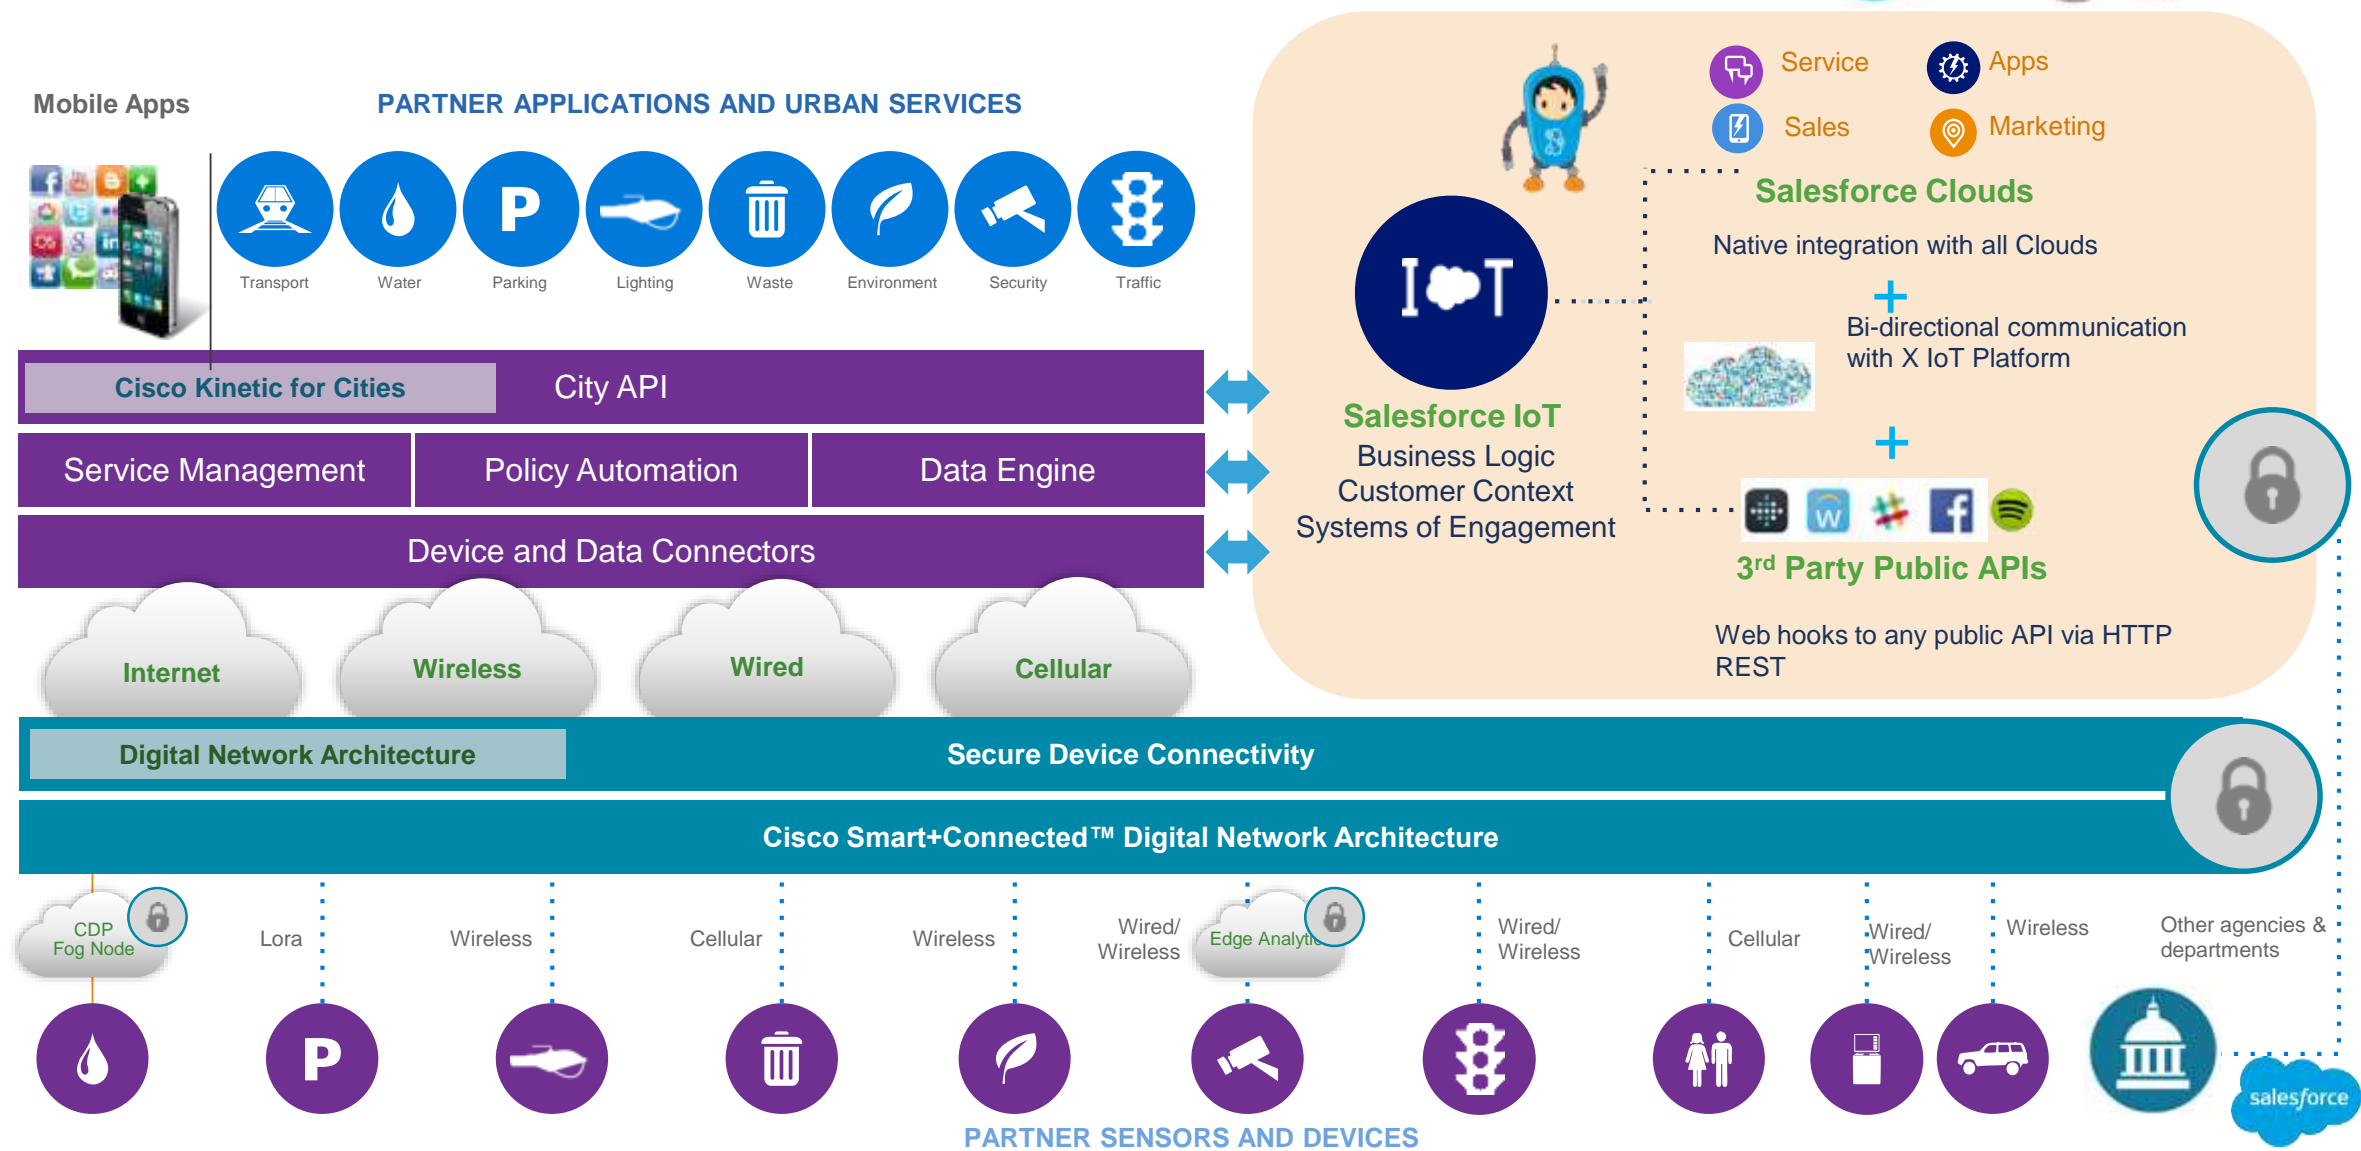 Mobile Apps
PARTNER APPLICATIONS AND URBAN SERVICES
P
Transport
Water
Parking
Lighting
Waste
Environment
Security
Traffic
Cisco Kinetic for Cities
City API
Service Management
Policy Automation
Data Engine
Device and Data Connectors
Internet
Wireless
Wired
Cellular
Service
Apps
Sales
Marketing
Salesforce Clouds
Native integration with all Clouds
Bi-directional communication
with X IoT Platform
IoT
Salesforce IoT
Business Logic
Customer Context
Systems of Engagement
3rd Party Public APIs
Web hooks to any public API via HTTP
REST
Digital Network Architecture
Secure Device Connectivity
Cisco Smart+Connected™ Digital Network Architecture
CDP
Fog Node
Lora
Wireless
Cellular
Wireless
Wired/
Wireless
Edge
Wired/
Wireless
Cellular
Wired/
Wireless
Wireless
Other agencies &
departments
P
salesforce
PARTNER SENSORS AND DEVICES